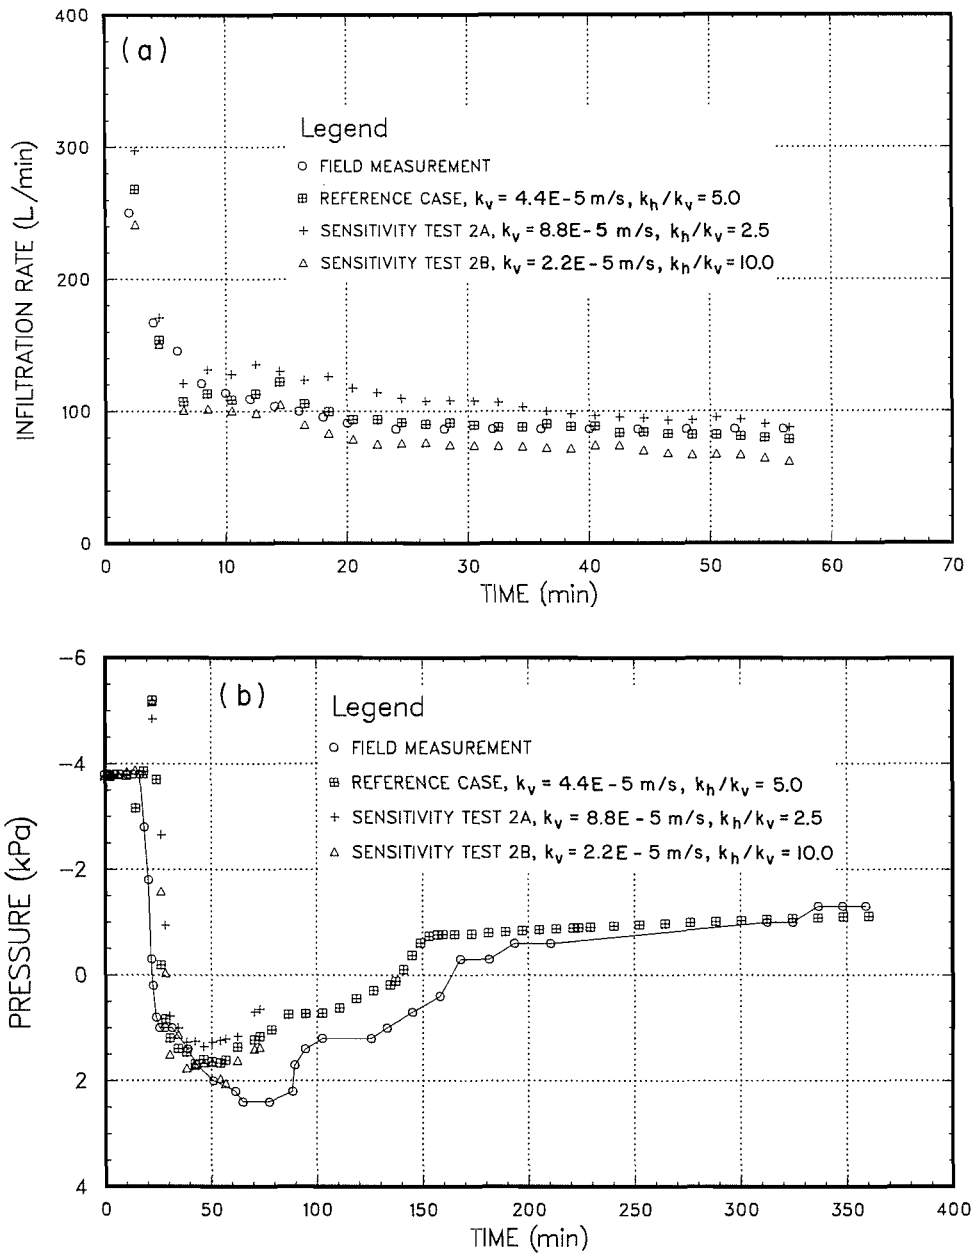 400
(a)
Legend
300
FIELD MEASUREMENT
REFERENCE CASE, kv = 4.4E-5 m/s, kh/kv = 5.0
SENSITIVITY TEST 2A, kv = 8.8E-5 m/s, kh/kv = 2.5
SENSITIVITY TEST 2B, kv = 2.2E-5 m/s, kh/kv = 10.0
200
100
0
INFILTRATION RATE (L/min)
0 10 20 30 40 50 60 70
TIME (min)
-6
(b)
Legend
FIELD MEASUREMENT
-4
REFERENCE CASE, kv = 4.4E-5 m/s, kh/kv = 5.0
SENSITIVITY TEST 2A, kv = 8.8E-5 m/s, kh/kv = 2.5
SENSITIVITY TEST 2B, kv = 2.2E-5 m/s, kh/kv = 10.0
-2
0
2
4
PRESSURE (kPa)
0 50 100 150 200 250 300 350 400
TIME (min)